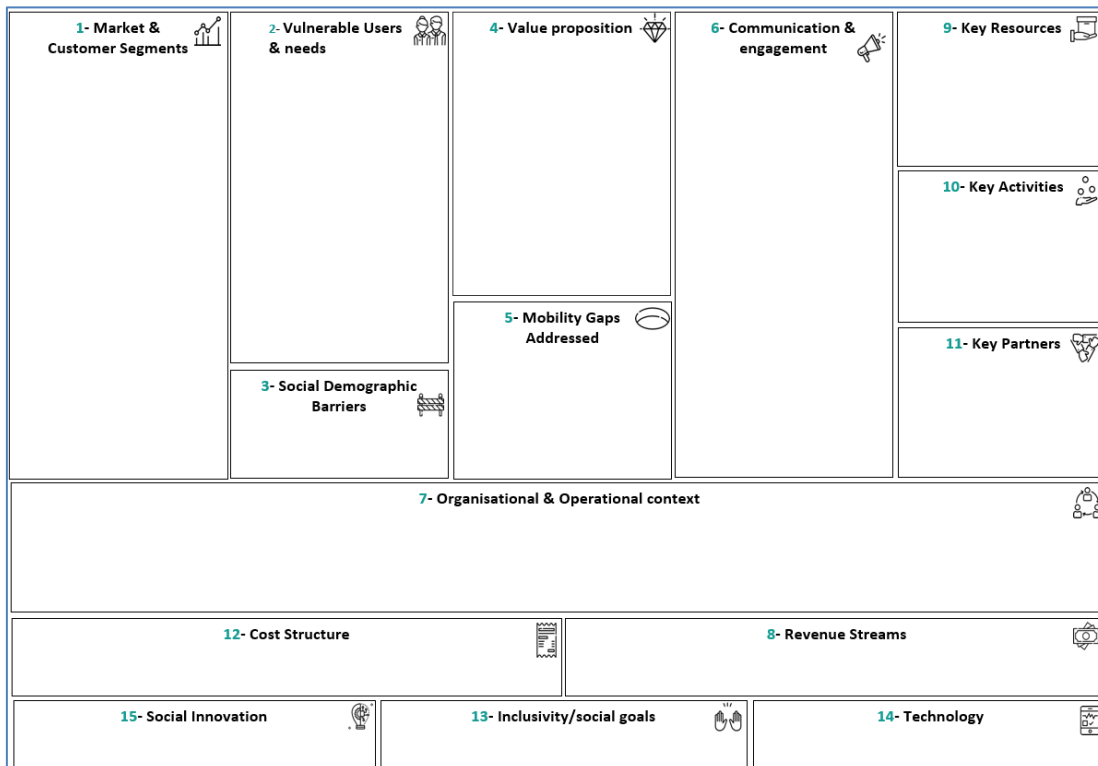 1- Market &
Customer Segments
2- Vulnerable Users
& needs
3- Social Demographic
Barriers
4- Value proposition
5- Mobility Gaps
Addressed
6- Communication &
engagement
9- Key Resources
10- Key Activities
11- Key Partners
7- Organisational & Operational context
12- Cost Structure
8- Revenue Streams
15- Social Innovation
13- Inclusivity/social goals
14- Technology